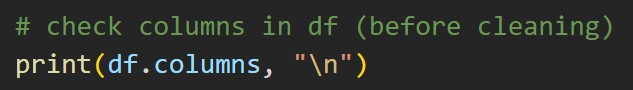 # check columns in df (before cleaning)
print(df.columns, "\n")